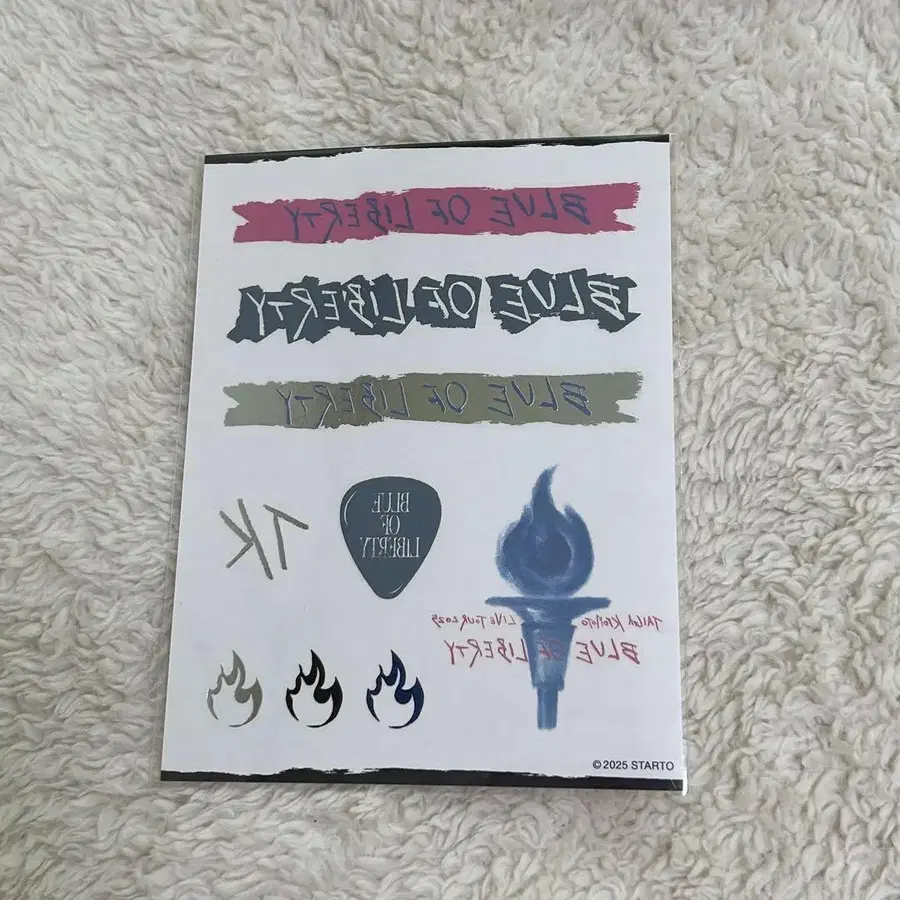 BLUE OF LIBERTY
BLUE OF LIBERTY
BLUE OF LIBERTY
TK
BLUE
OF
LIBERTY
TAIGA KYOMOTO LIVE TOUR 2025
BLUE OF LIBERTY
©2025 STARTO